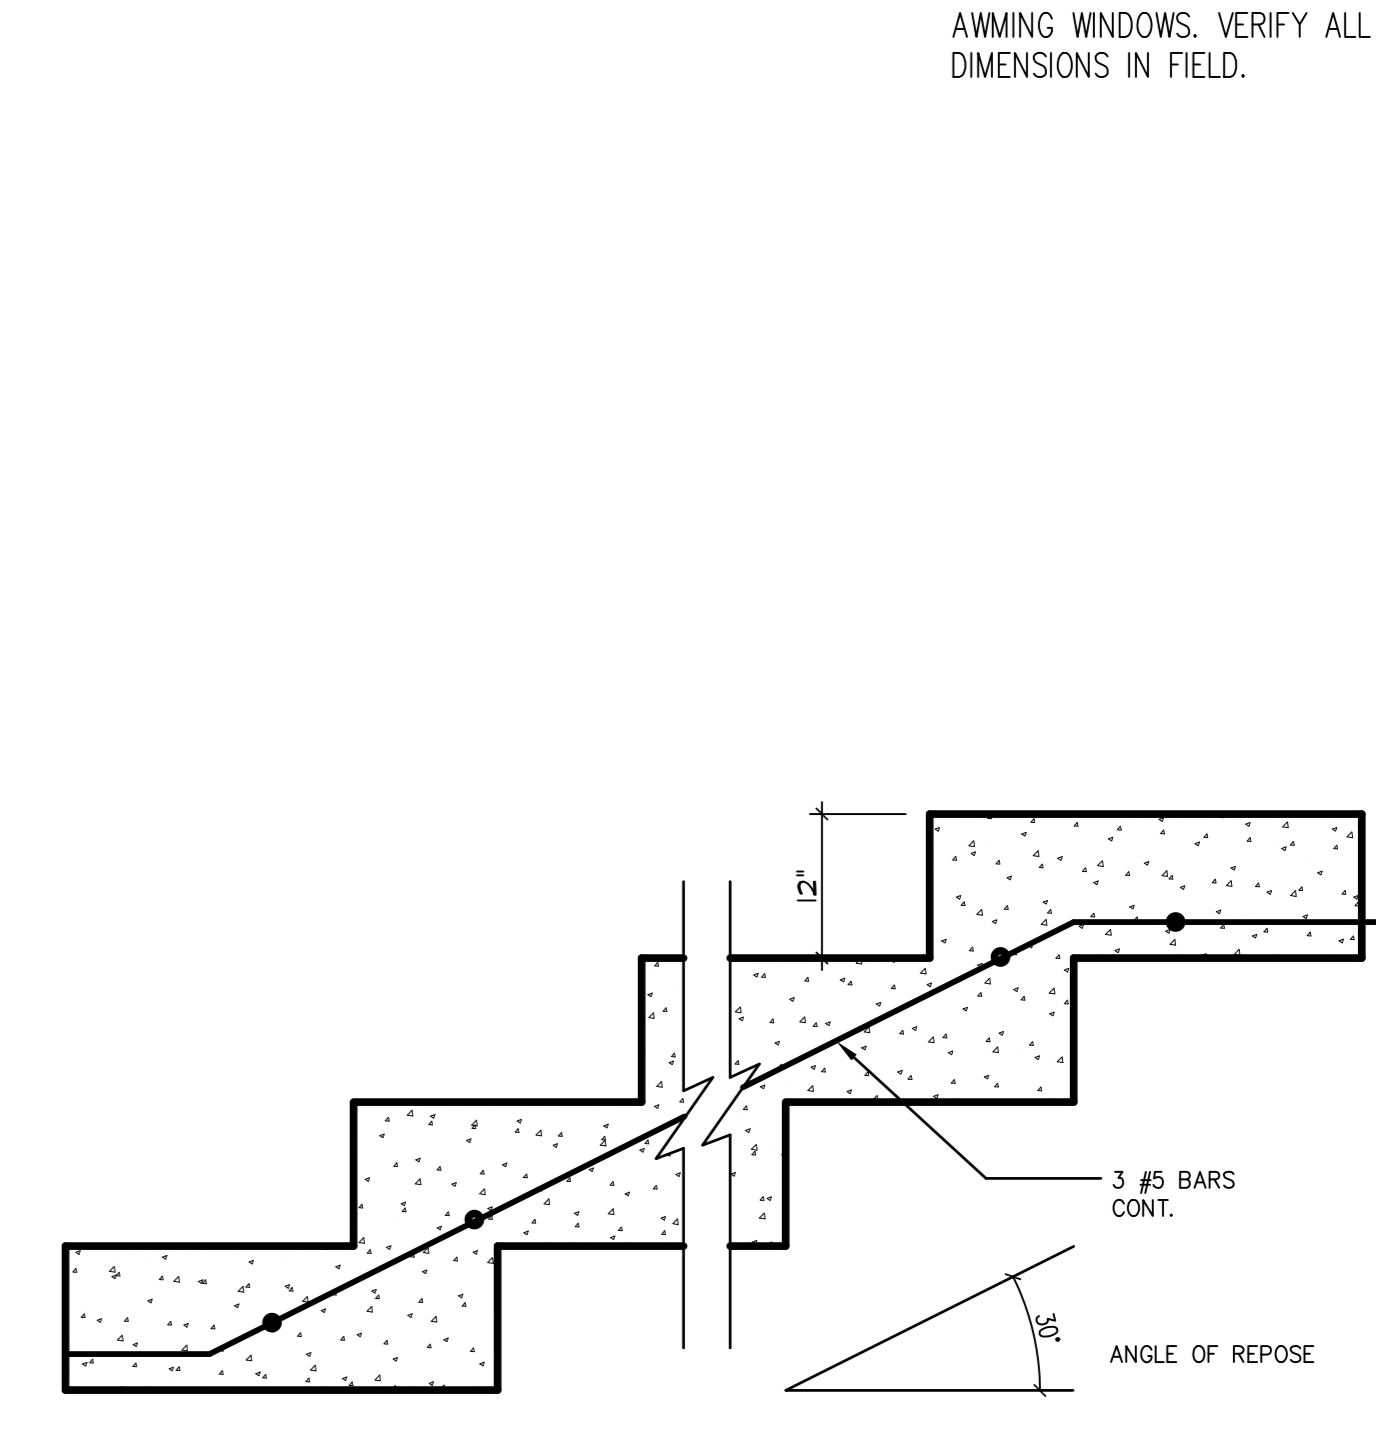 AWMING WINDOWS. VERIFY ALL
DIMENSIONS IN FIELD.
12"
3 #5 BARS
CONT.
30°
ANGLE OF REPOSE